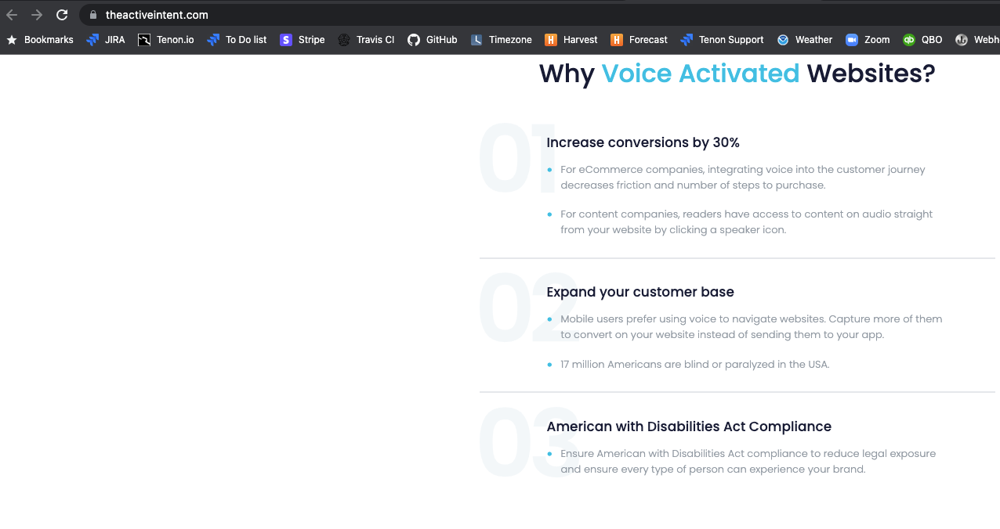 theactiveintent.com
Bookmarks JIRA Tenon.io To Do list Stripe Travis CI GitHub Timezone Harvest Forecast Tenon Support Weather Zoom QBO Webh
Why Voice Activated Websites?
01
Increase conversions by 30%
For eCommerce companies, integrating voice into the customer journey
decreases friction and number of steps to purchase.
For content companies, readers have access to content on audio straight
from your website by clicking a speaker icon.
02
Expand your customer base
Mobile users prefer using voice to navigate websites. Capture more of them
to convert on your website instead of sending them to your app.
17 million Americans are blind or paralyzed in the USA.
03
American with Disabilities Act Compliance
Ensure American with Disabilities Act compliance to reduce legal exposure
and ensure every type of person can experience your brand.